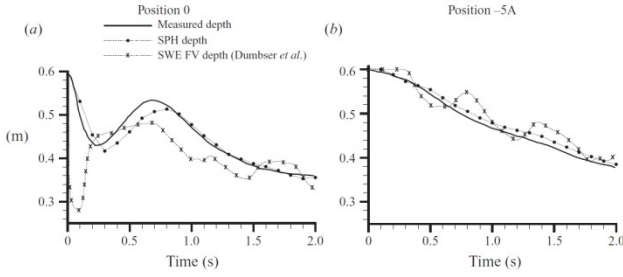 Position 0
Position –5A
(a)
Measured depth
SPH depth
SWE FV depth (Dumbser et al.)
(b)
0.6
0.5
(m)
0.4
0.3
0
0.5
1.0
1.5
2.0
Time (s)
0.6
0.5
0.4
0.3
0
0.5
1.0
1.5
2.0
Time (s)